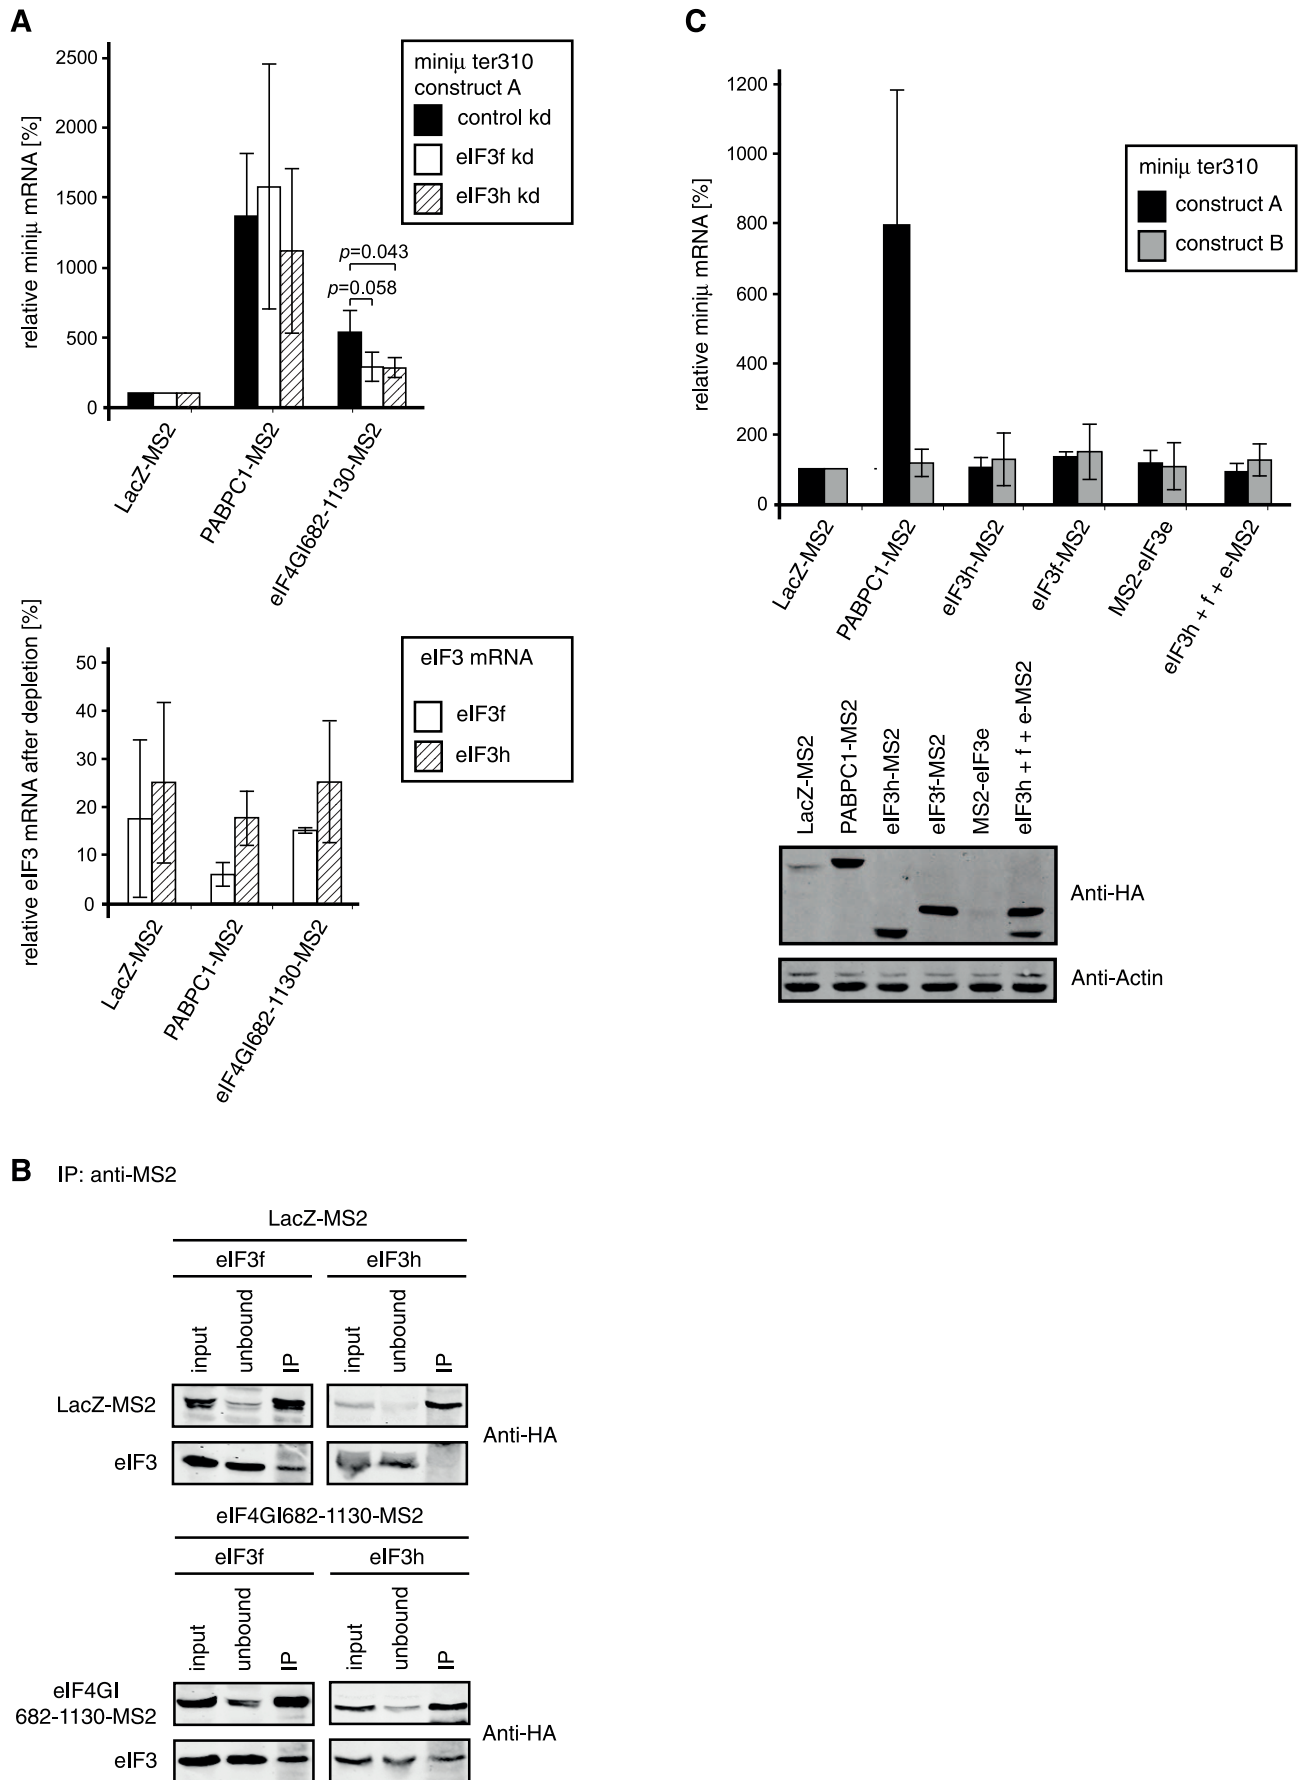 A
relative miniμ mRNA [%]
2500
2000
1500
1000
500
0
miniμ ter310
construct A
control kd
eIF3f kd
eIF3h kd
p=0.043
p=0.058
LacZ-MS2
PABPC1-MS2
eIF4GI682-1130-MS2
relative eIF3 mRNA after depletion [%]
50
40
30
20
10
0
eIF3 mRNA
eIF3f
eIF3h
LacZ-MS2
PABPC1-MS2
eIF4GI682-1130-MS2
B
IP: anti-MS2
LacZ-MS2
eIF3f
eIF3h
input
unbound
IP
input
unbound
IP
LacZ-MS2
eIF3
Anti-HA
eIF4GI682-1130-MS2
eIF3f
eIF3h
input
unbound
IP
input
unbound
IP
eIF4GI
682-1130-MS2
eIF3
Anti-HA
C
relative miniμ mRNA [%]
1200
1000
800
600
400
200
0
miniμ ter310
construct A
construct B
LacZ-MS2
PABPC1-MS2
eIF3h-MS2
eIF3f-MS2
MS2-eIF3e
eIF3h + f + e-MS2
LacZ-MS2
PABPC1-MS2
eIF3h-MS2
eIF3f-MS2
MS2-eIF3e
eIF3h + f + e-MS2
Anti-HA
Anti-Actin